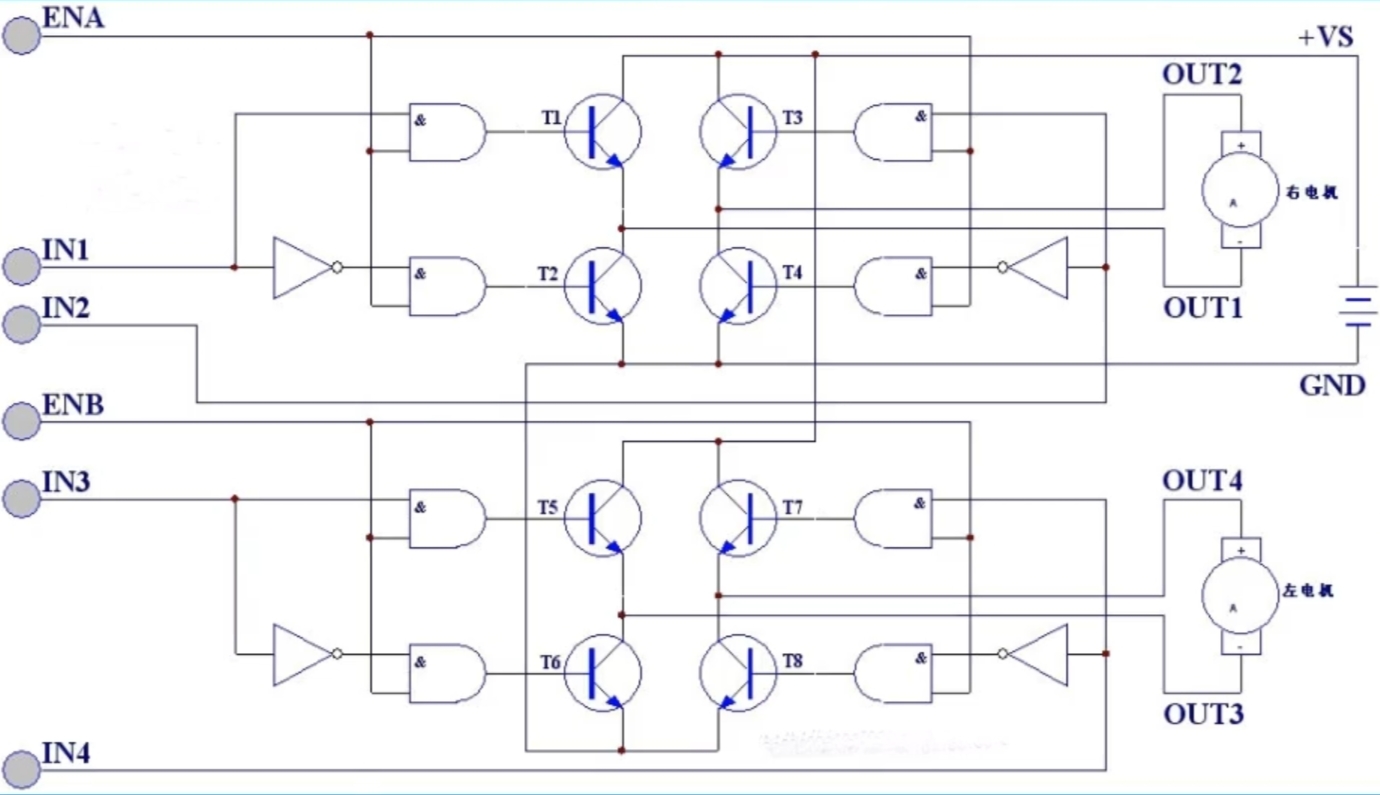 ENA
+VS
OUT2
&
T1
T3
&
+
A
右电机
-
IN1
&
T2
T4
&
IN2
OUT1
GND
ENB
IN3
OUT4
&
T5
T7
&
+
A
左电机
-
&
T6
T8
&
OUT3
IN4